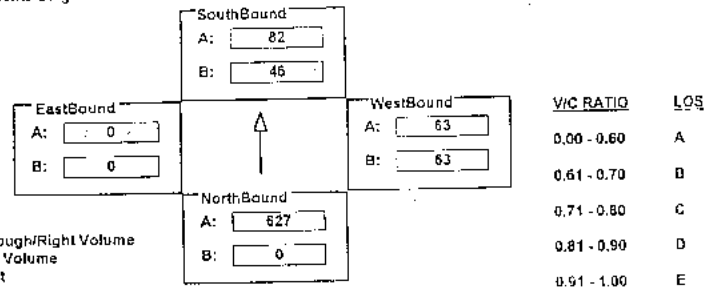 SouthBound
A: 82
B: 46
EastBound
A: 0
B: 0
WestBound
A: 63
B: 63
NorthBound
A: 627
B: 0
ough/Right Volume
Volume
t
V/C RATIO LOS
0.00 - 0.60 A
0.61 - 0.70 B
0.71 - 0.80 C
0.81 - 0.90 D
0.91 - 1.00 E